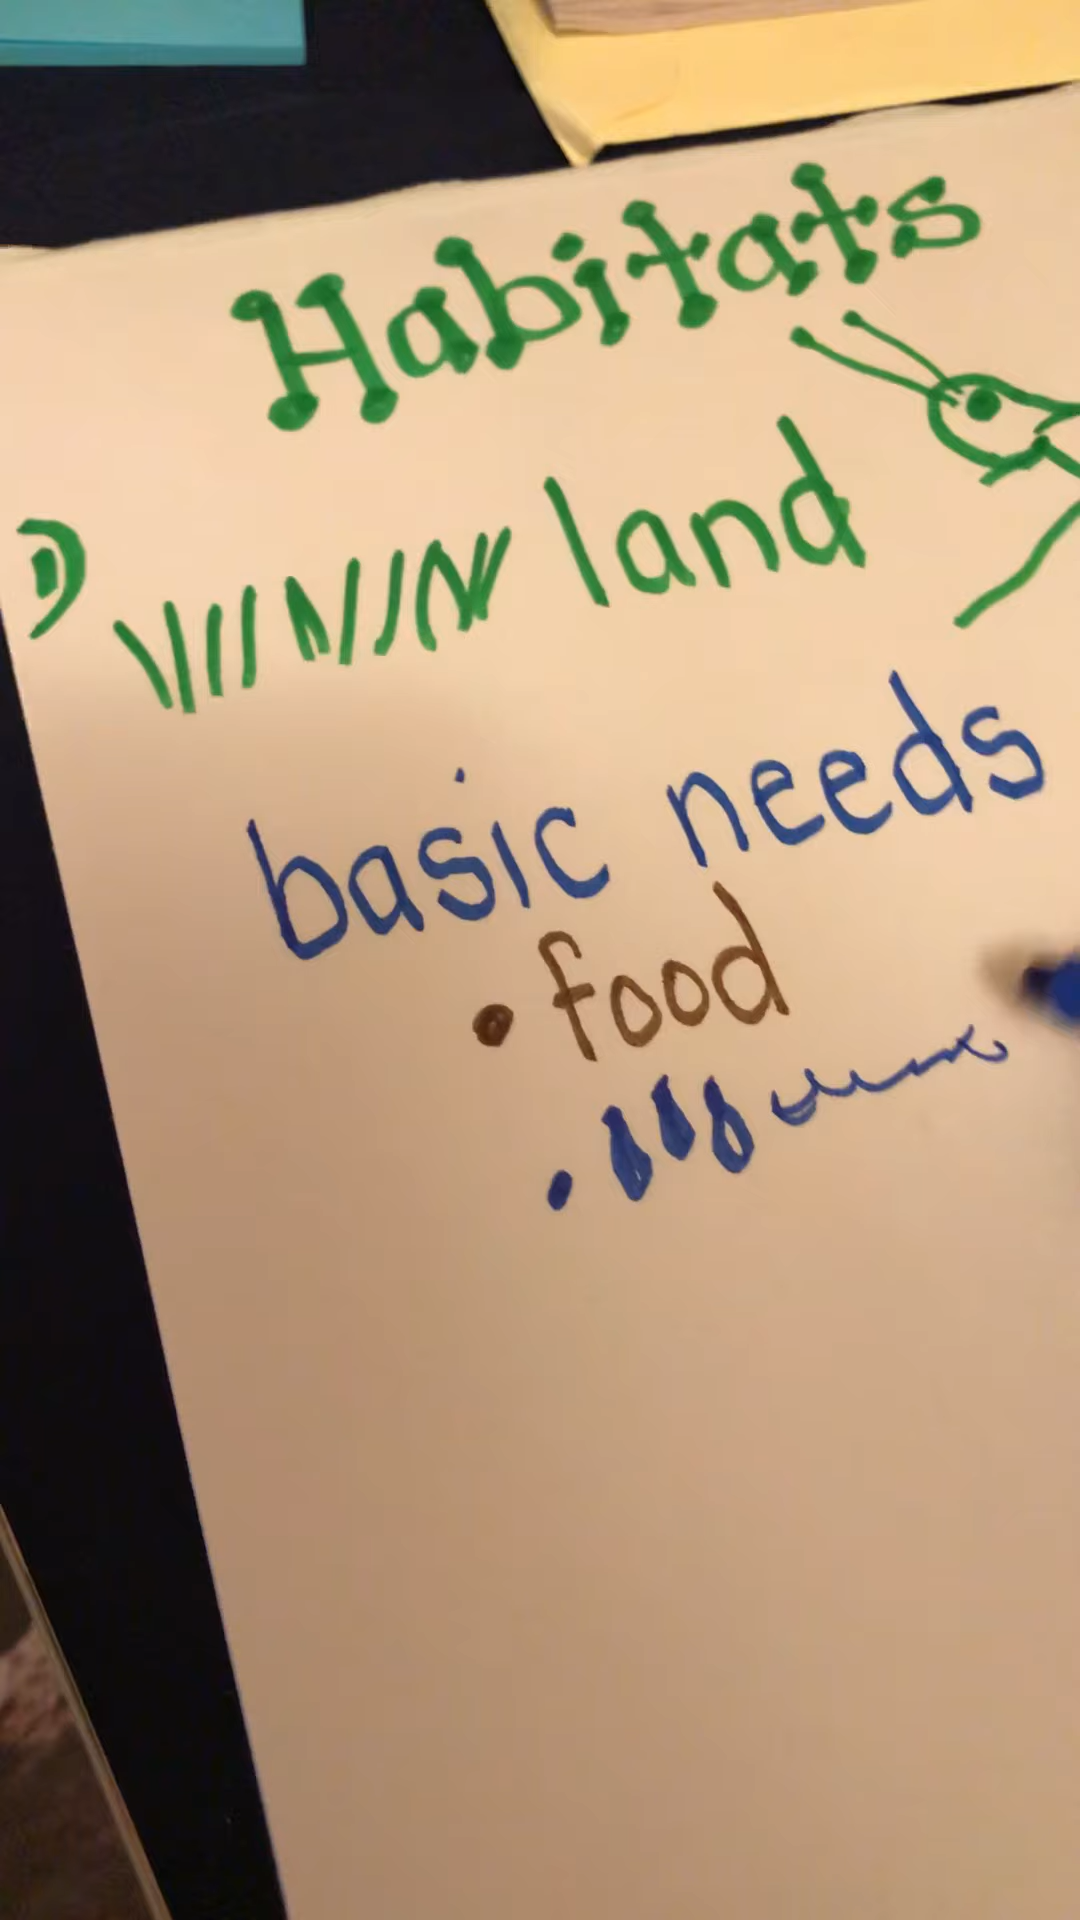 Habitats
land
basic needs
• food
•